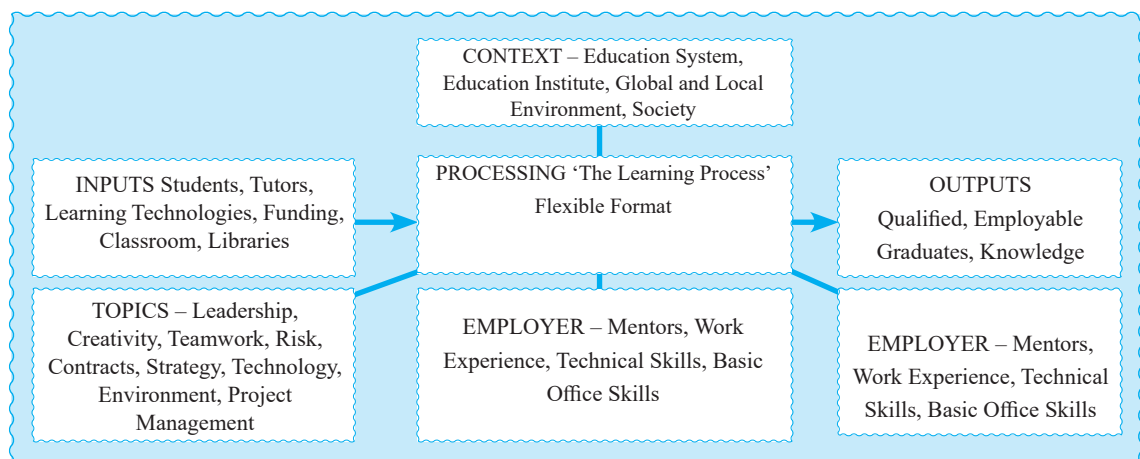 CONTEXT – Education System,
Education Institute, Global and Local
Environment, Society
INPUTS Students, Tutors,
Learning Technologies, Funding,
Classroom, Libraries
PROCESSING ‘The Learning Process’
Flexible Format
OUTPUTS
Qualified, Employable
Graduates, Knowledge
TOPICS – Leadership,
Creativity, Teamwork, Risk,
Contracts, Strategy, Technology,
Environment, Project
Management
EMPLOYER – Mentors, Work
Experience, Technical Skills, Basic
Office Skills
EMPLOYER – Mentors,
Work Experience, Technical
Skills, Basic Office Skills